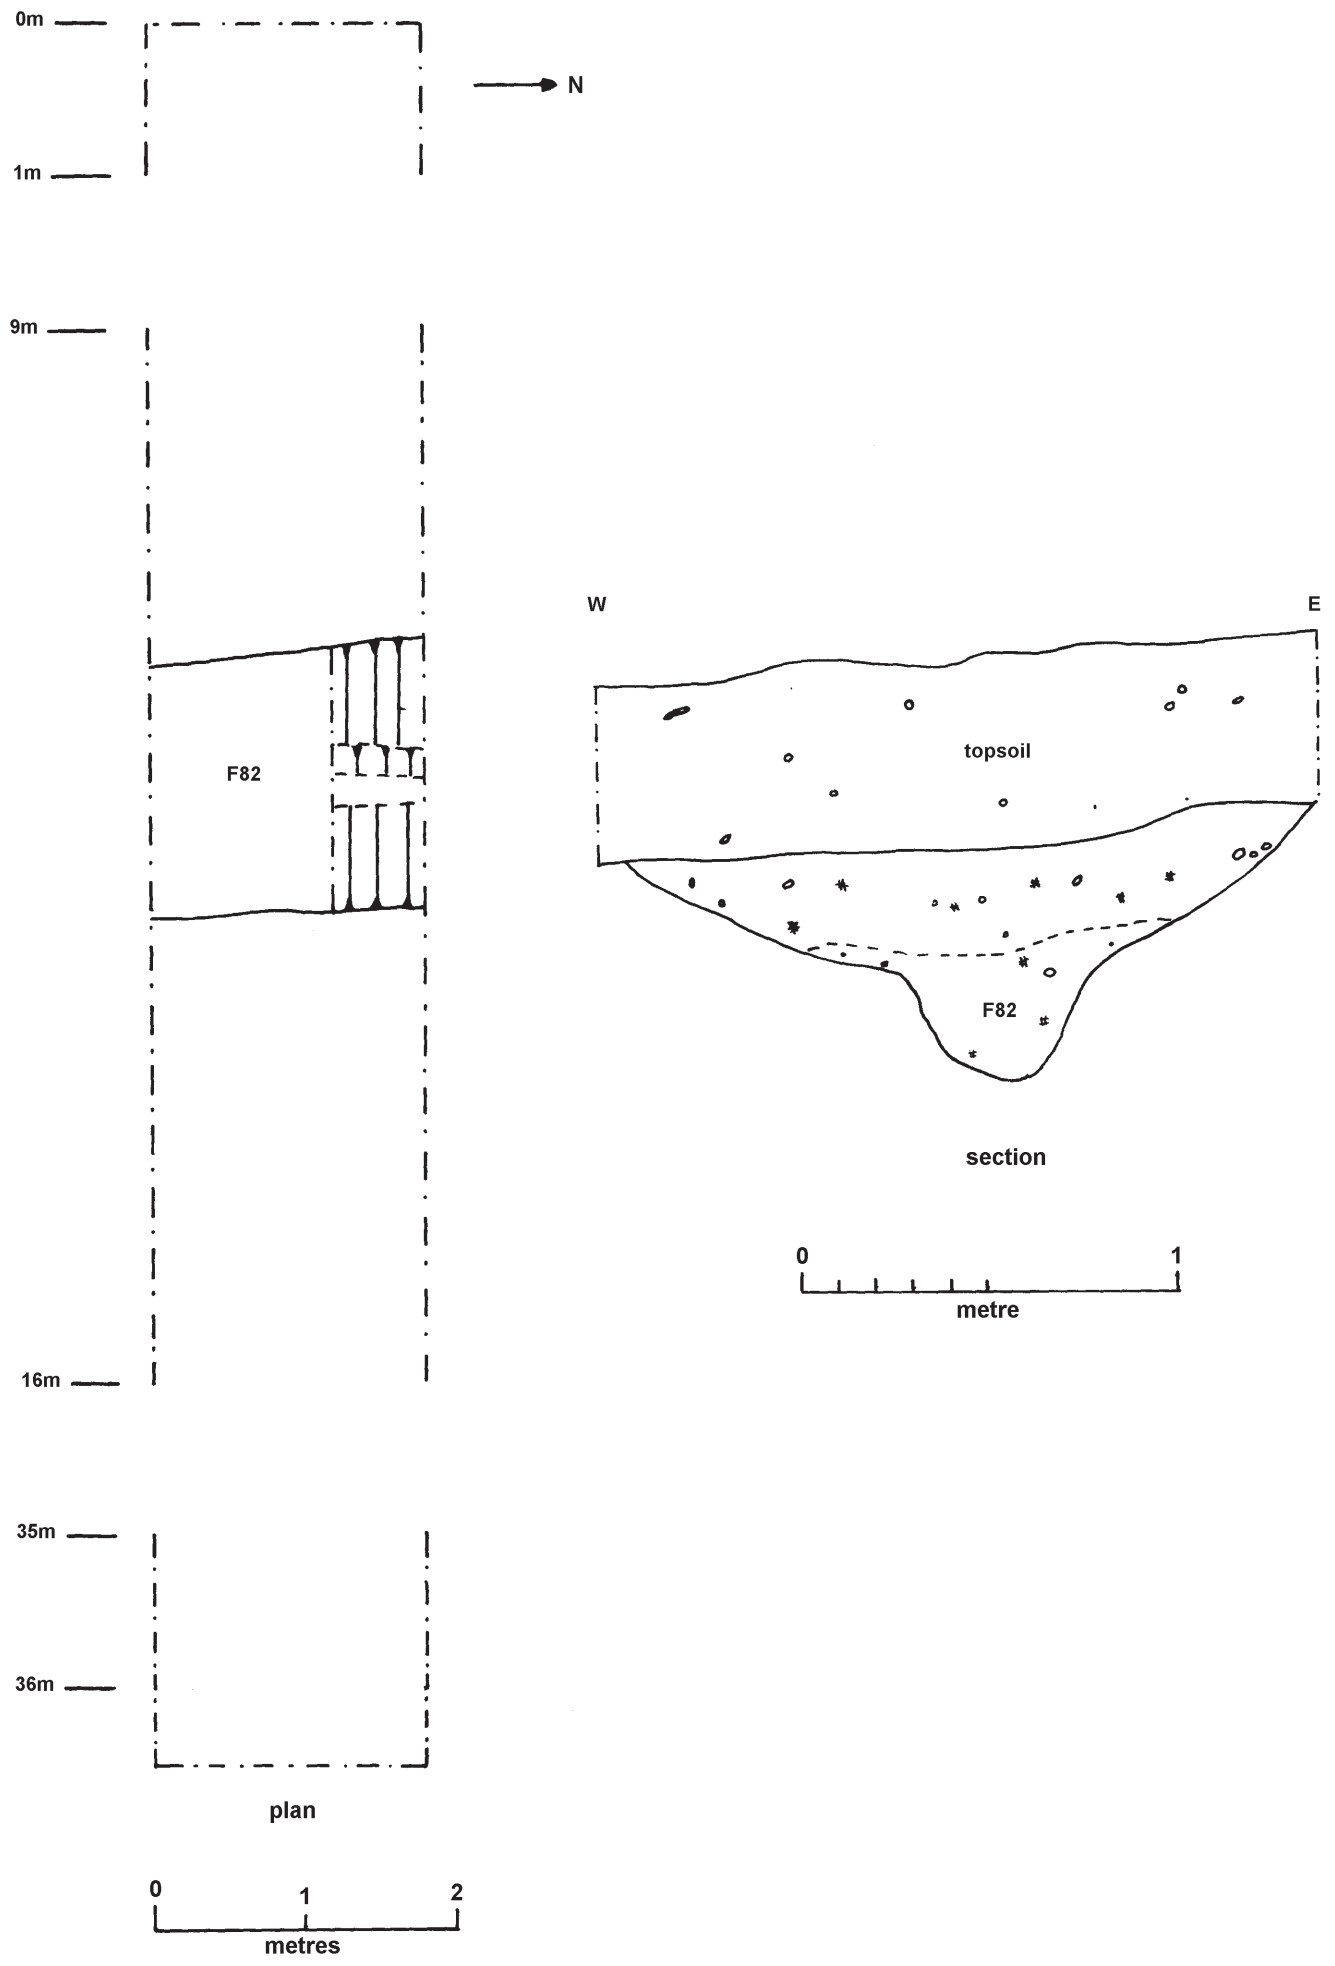 0m
N
1m
9m
W
E
topsoil
F82
F82
section
0 1
metre
16m
35m
36m
plan
0 1 2
metres